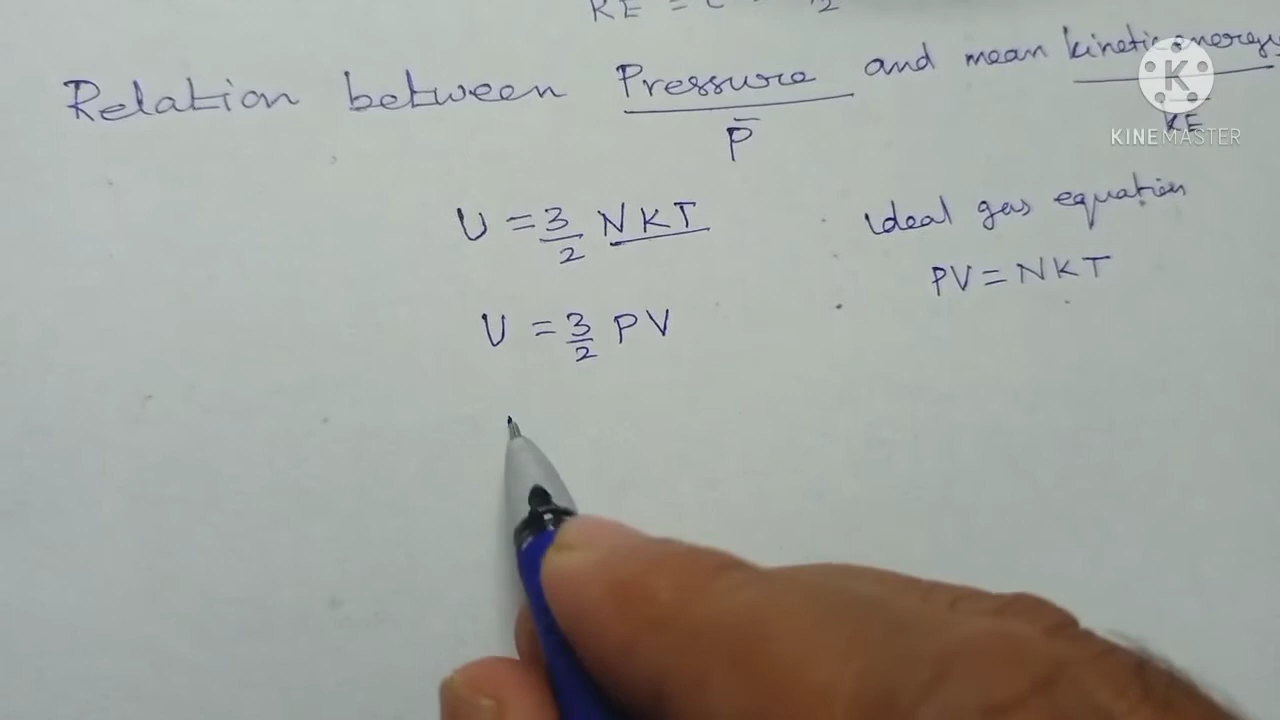 KE =
Relation between Pressure and mean kinetic energy
P̄ KE
U = 3/2 NKT
ideal gas equation
PV = NKT
U = 3/2 PV
K
KINEMASTER